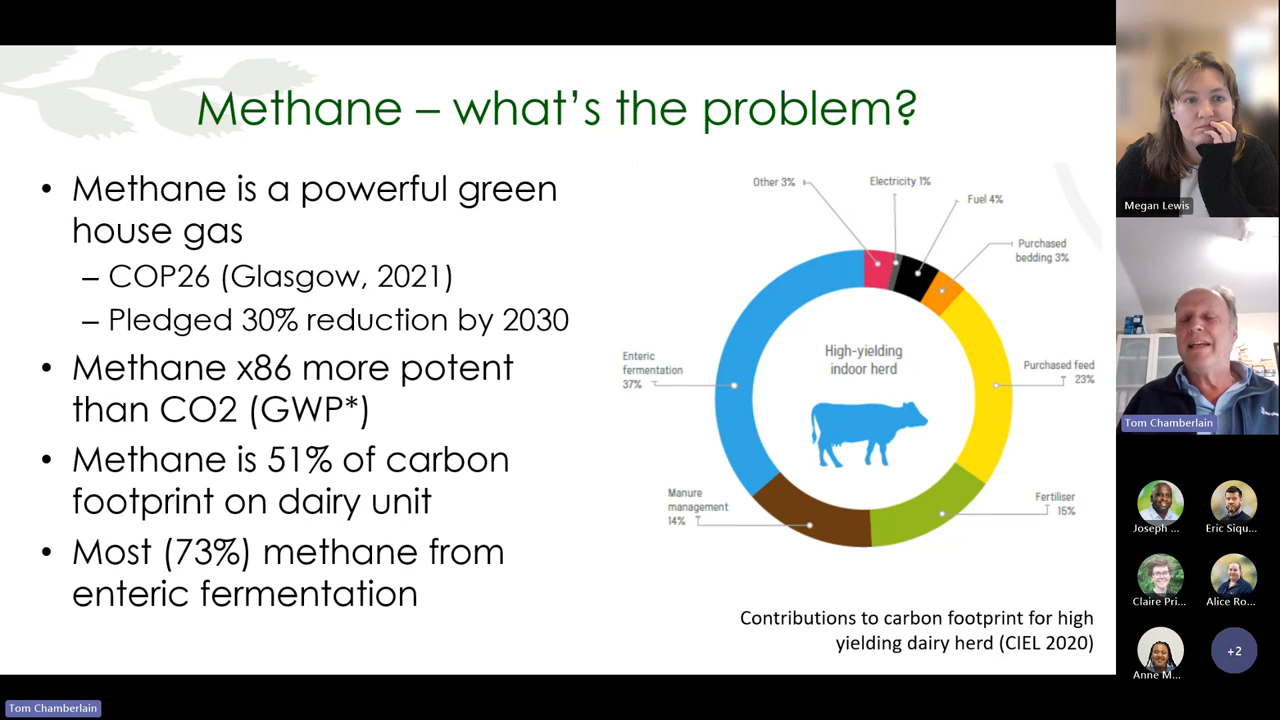 Methane – what's the problem?
• Methane is a powerful green
house gas
– COP26 (Glasgow, 2021)
– Pledged 30% reduction by 2030
• Methane x86 more potent
than CO2 (GWP*)
• Methane is 51% of carbon
footprint on dairy unit
• Most (73%) methane from
enteric fermentation
Other 3%
Electricity 1%
Fuel 4%
Purchased
bedding 3%
Enteric
fermentation
37%
High-yielding
indoor herd
Purchased feed
23%
Manure
management
14%
Fertiliser
15%
Contributions to carbon footprint for high
yielding dairy herd (CIEL 2020)
Megan Lewis
Tom Chamberlain
Joseph ...
Eric Siqu...
Claire Pri...
Alice Ro...
Anne M...
+2
Tom Chamberlain